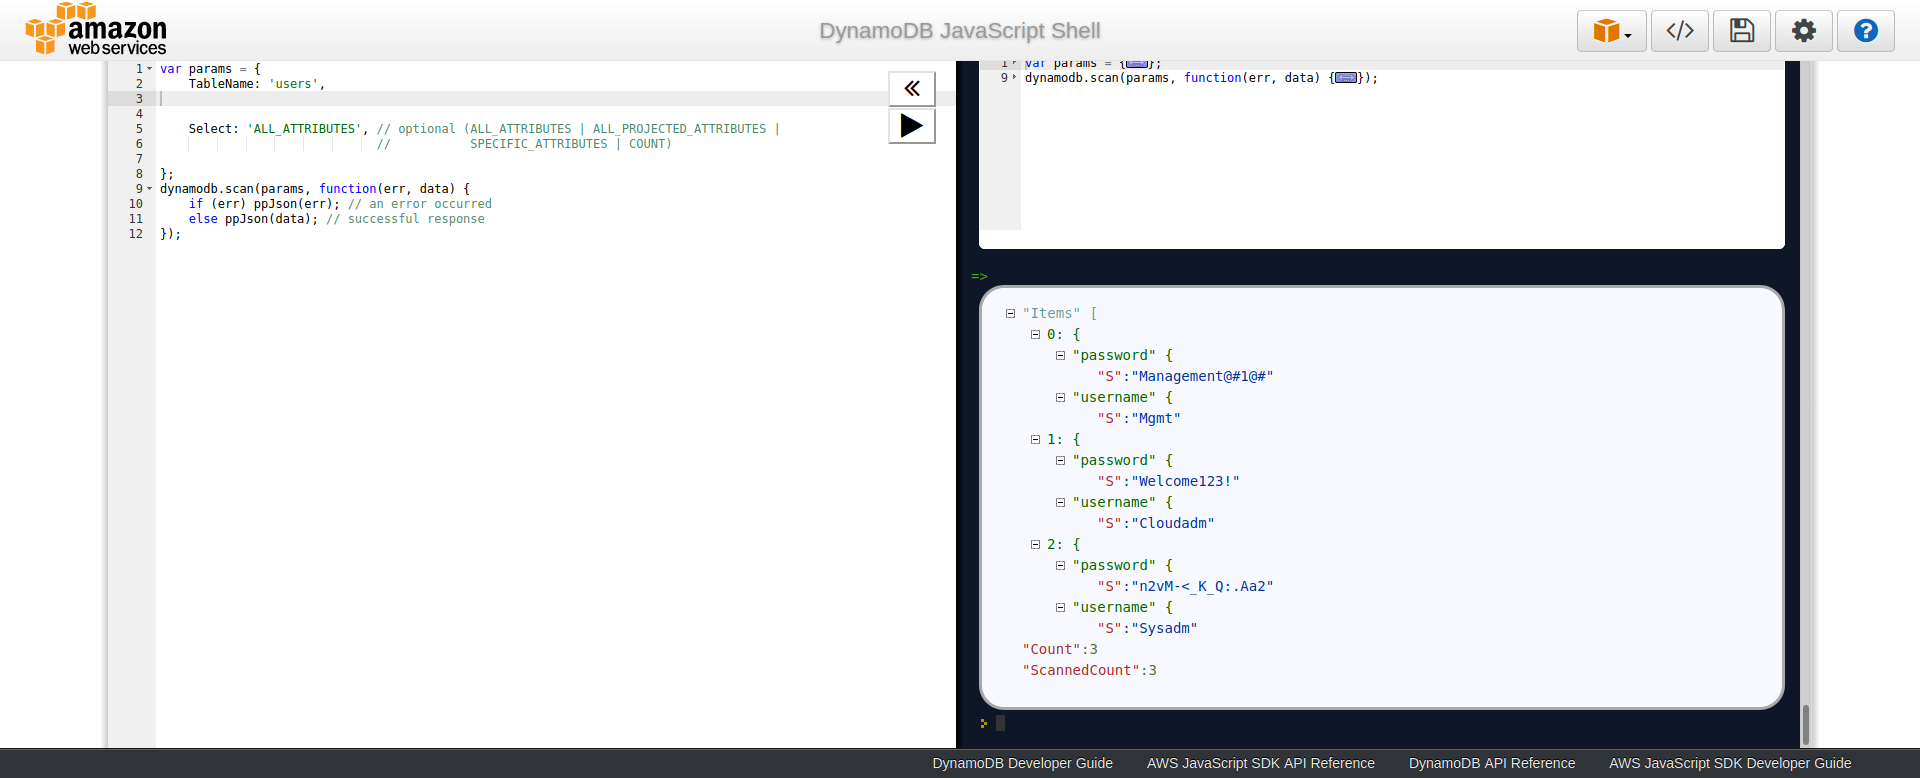 amazon
web services
DynamoDB JavaScript Shell
</>
?
1 var params = {
2 TableName: 'users',
3
4
5 Select: 'ALL_ATTRIBUTES', // optional (ALL_ATTRIBUTES | ALL_PROJECTED_ATTRIBUTES |
6 // SPECIFIC_ATTRIBUTES | COUNT)
7
8 };
9 dynamodb.scan(params, function(err, data) {
10 if (err) ppJson(err); // an error occurred
11 else ppJson(data); // successful response
12 });
«
1 var params = {<->};
9 dynamodb.scan(params, function(err, data) {<->});
=>
"Items" [
0: {
"password" {
"S":"Management@#1@#"
"username" {
"S":"Mgmt"
1: {
"password" {
"S":"Welcome123!"
"username" {
"S":"Cloudadm"
2: {
"password" {
"S":"n2vM-<_K_Q:.Aa2"
"username" {
"S":"Sysadm"
"Count":3
"ScannedCount":3
DynamoDB Developer Guide AWS JavaScript SDK API Reference DynamoDB API Reference AWS JavaScript SDK Developer Guide